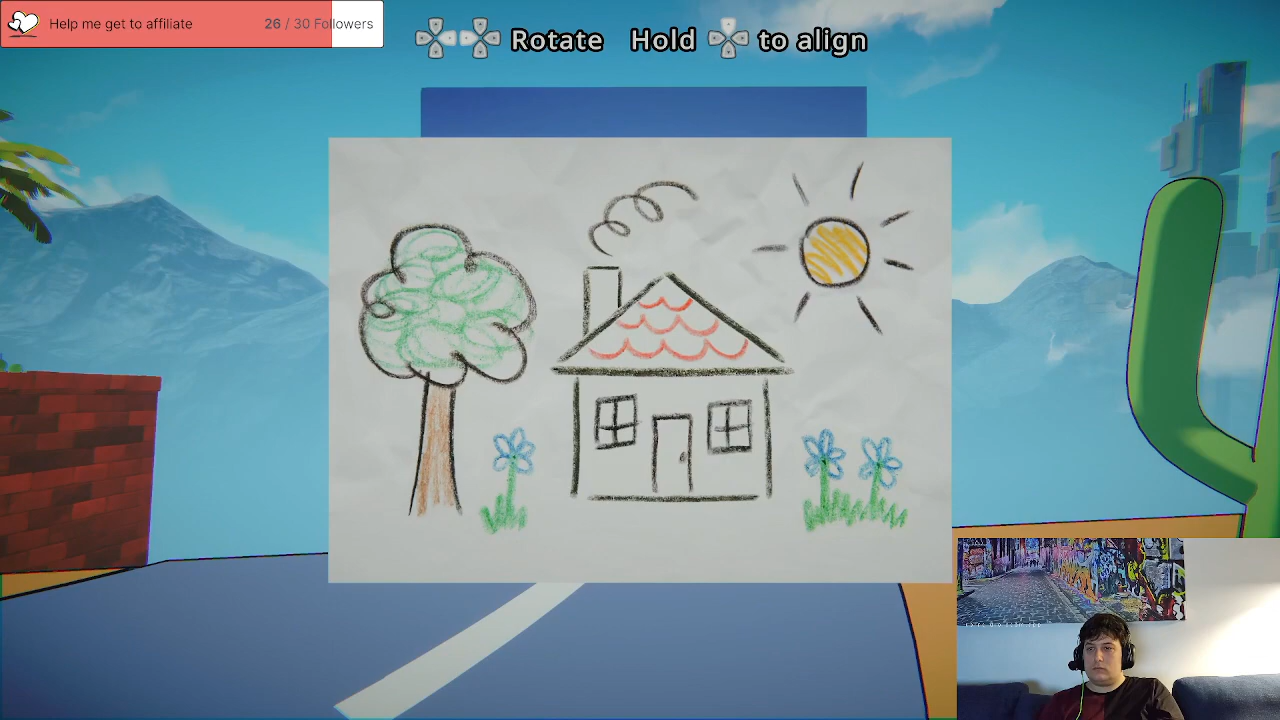 Help me get to affiliate 26 / 30 Followers
Rotate Hold to align